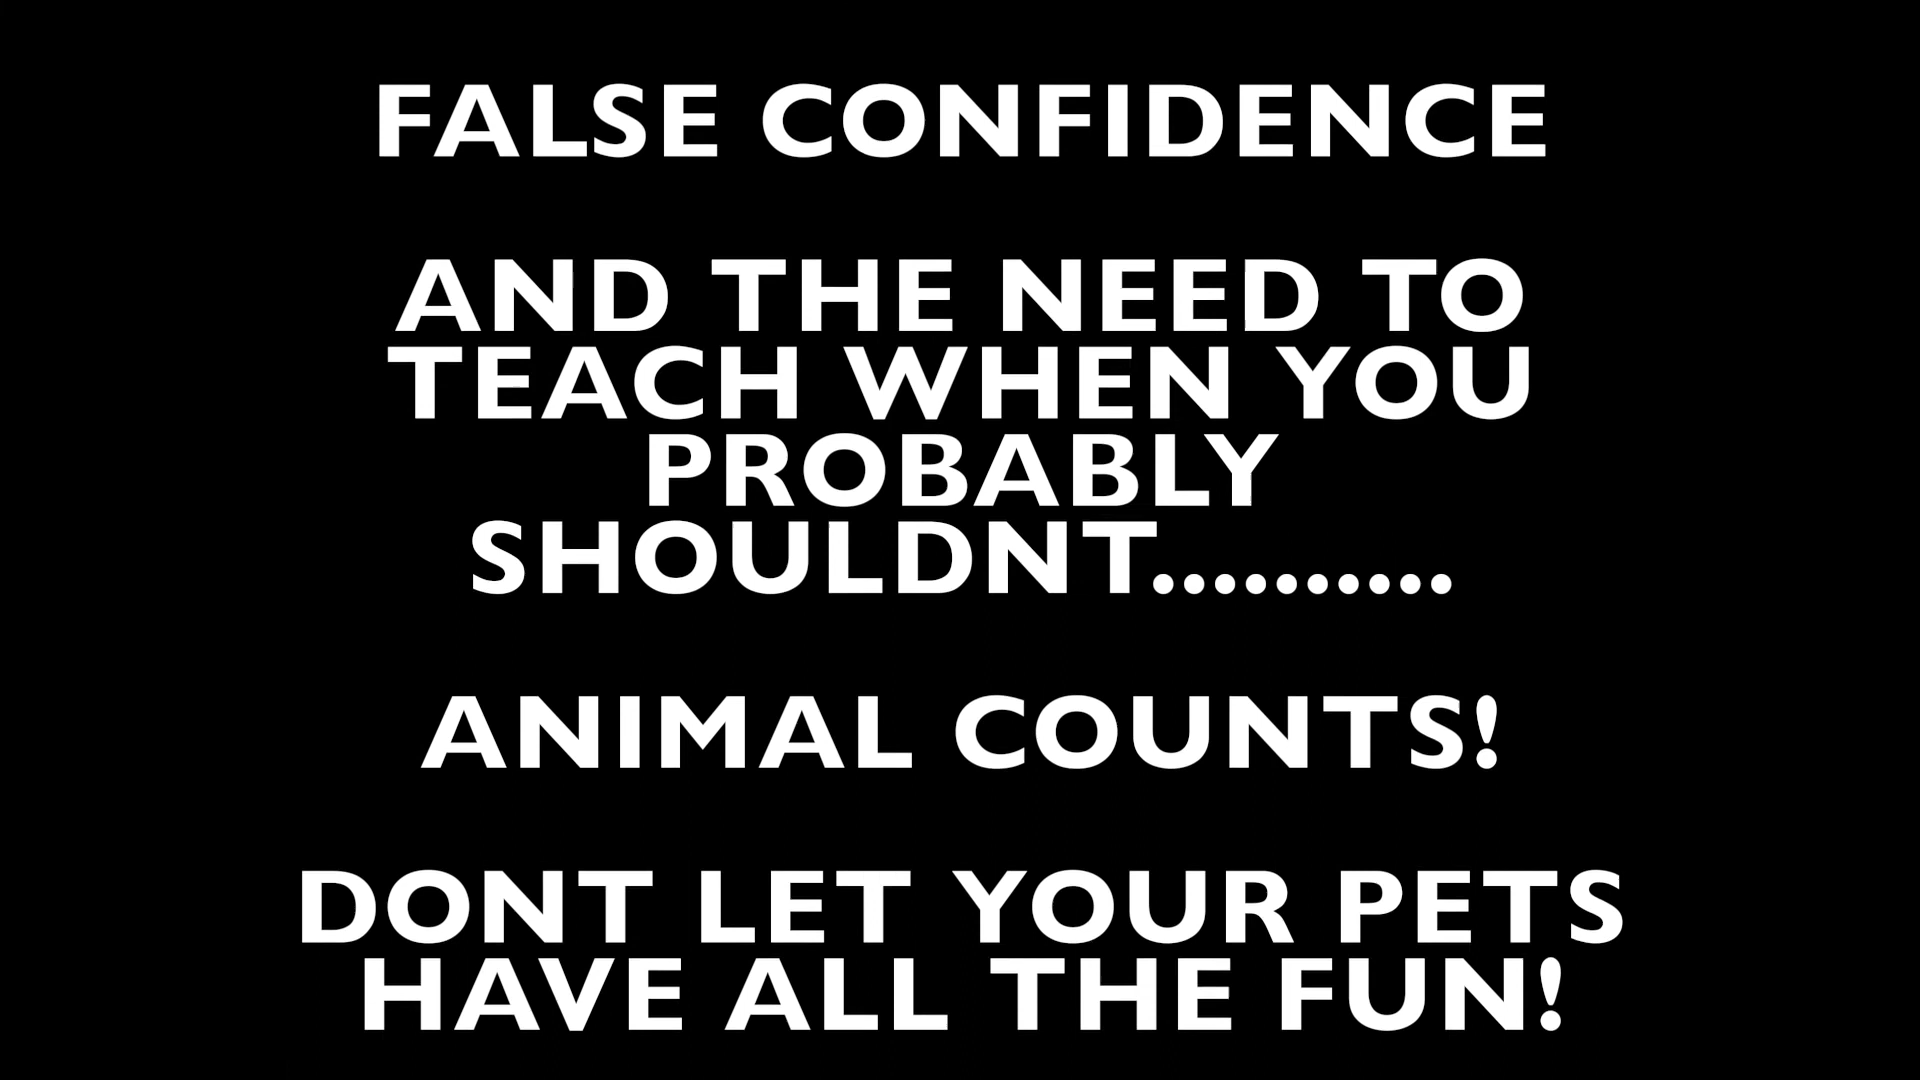 FALSE CONFIDENCE
AND THE NEED TO
TEACH WHEN YOU
PROBABLY
SHOULDNT..........
ANIMAL COUNTS!
DONT LET YOUR PETS
HAVE ALL THE FUN!